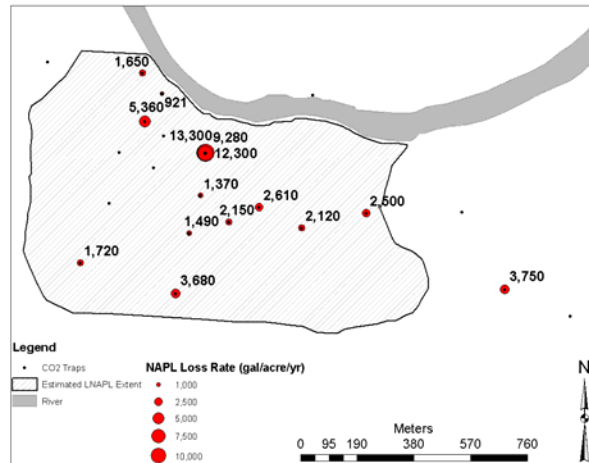 1,650
921
5,360
13,300 9,280
12,300
1,370
2,610
2,500
2,150
1,490
2,120
1,720
3,680
3,750
Legend
CO2 Traps
Estimated LNAPL Extent
River
NAPL Loss Rate (gal/acre/yr)
1,000
2,500
5,000
7,500
10,000
N
Meters
0 95 190 380 570 760